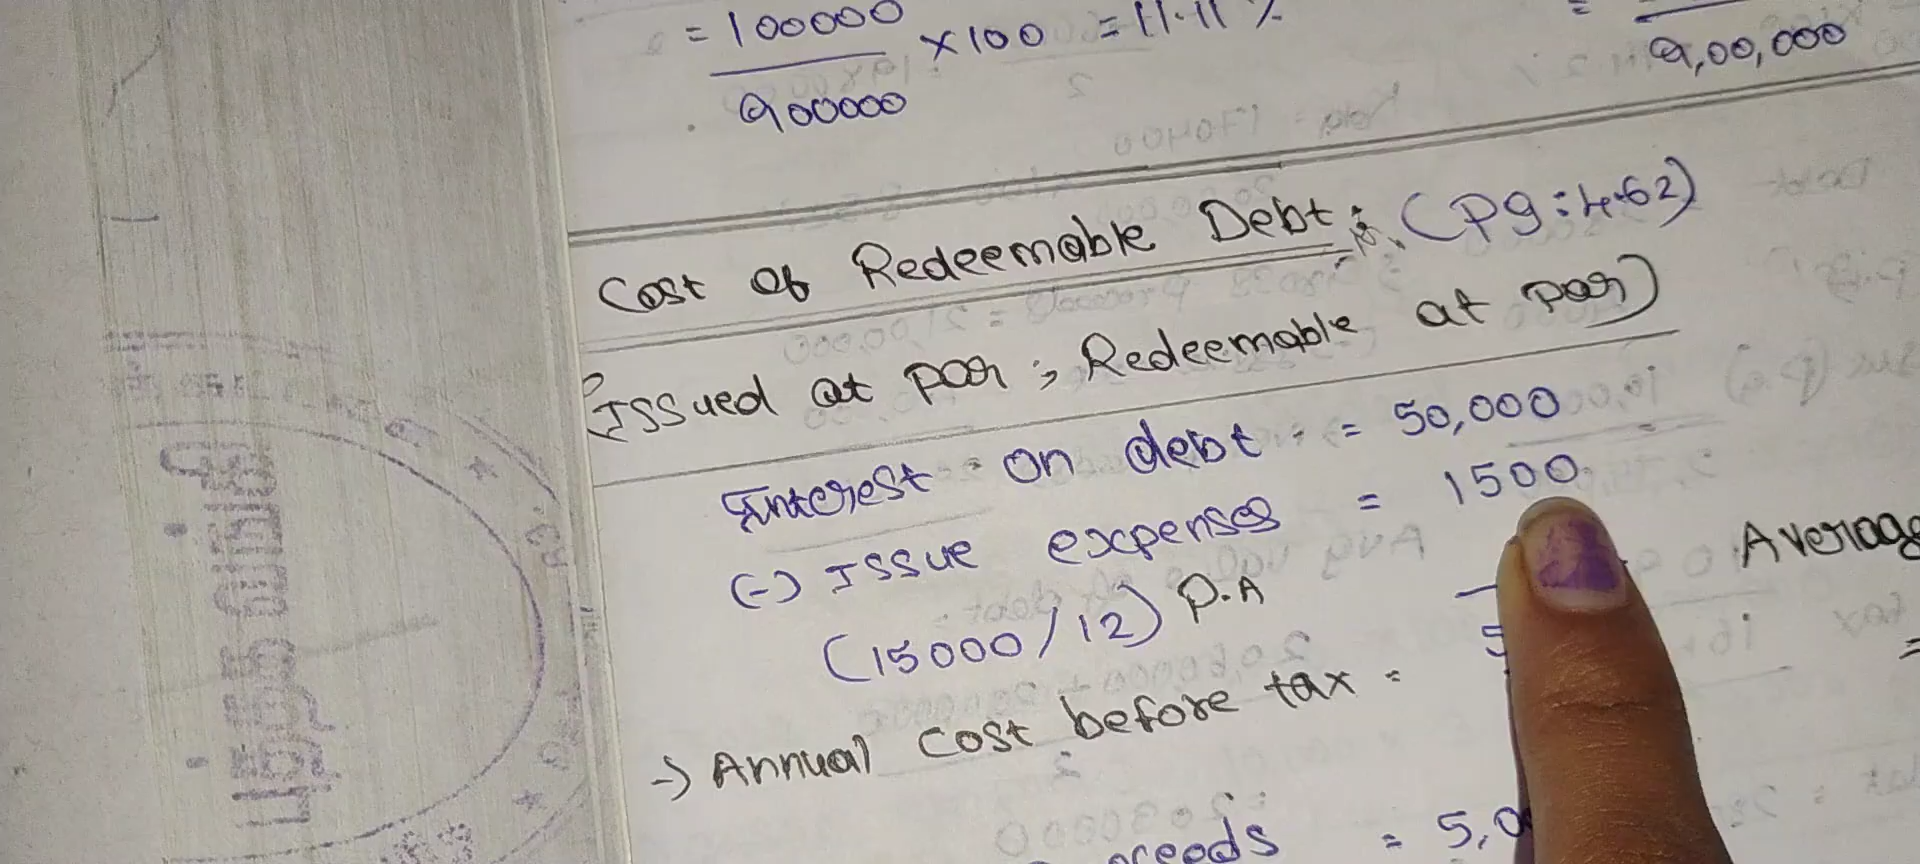 = 100000 × 100 = 11.11 %
900000
=
9,00,000
Cost of Redeemable Debt : (Pg : 4.62)
(Issued at par ; Redeemable at par)
Interest on debt = 50,000
(-) Issue expenses = 1500
(15000/12) P.A
Average
→ Annual cost before tax = 5
=
= 5,0